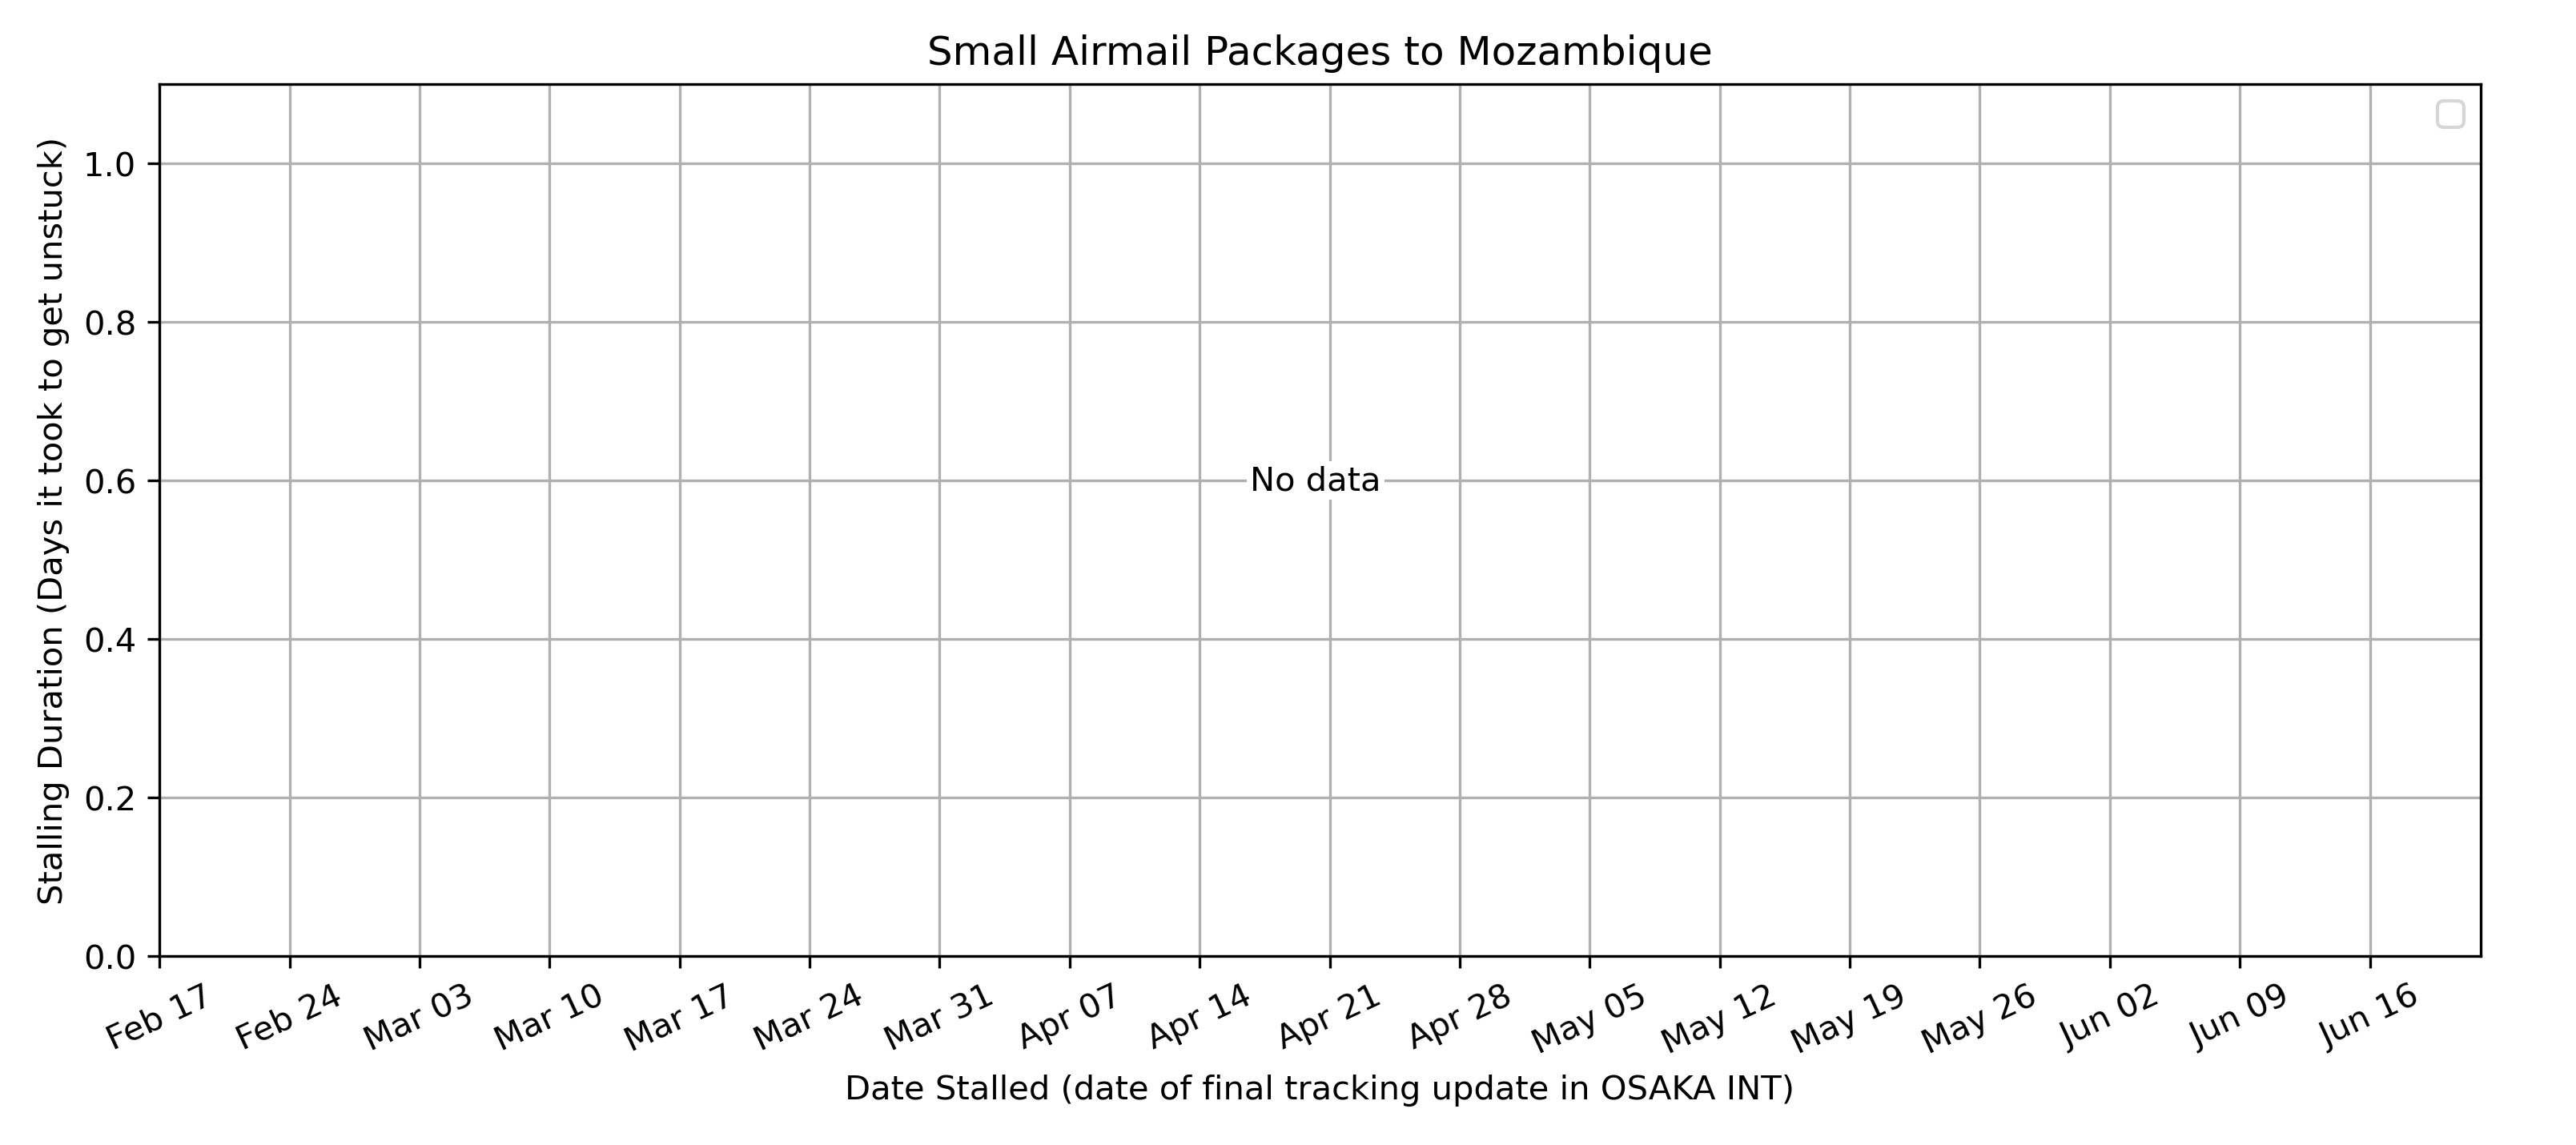 Small Airmail Packages to Mozambique
Stalling Duration (Days it took to get unstuck)
1.0
0.8
0.6
0.4
0.2
0.0
No data
Feb 17 Feb 24 Mar 03 Mar 10 Mar 17 Mar 24 Mar 31 Apr 07 Apr 14 Apr 21 Apr 28 May 05 May 12 May 19 May 26 Jun 02 Jun 09 Jun 16
Date Stalled (date of final tracking update in OSAKA INT)